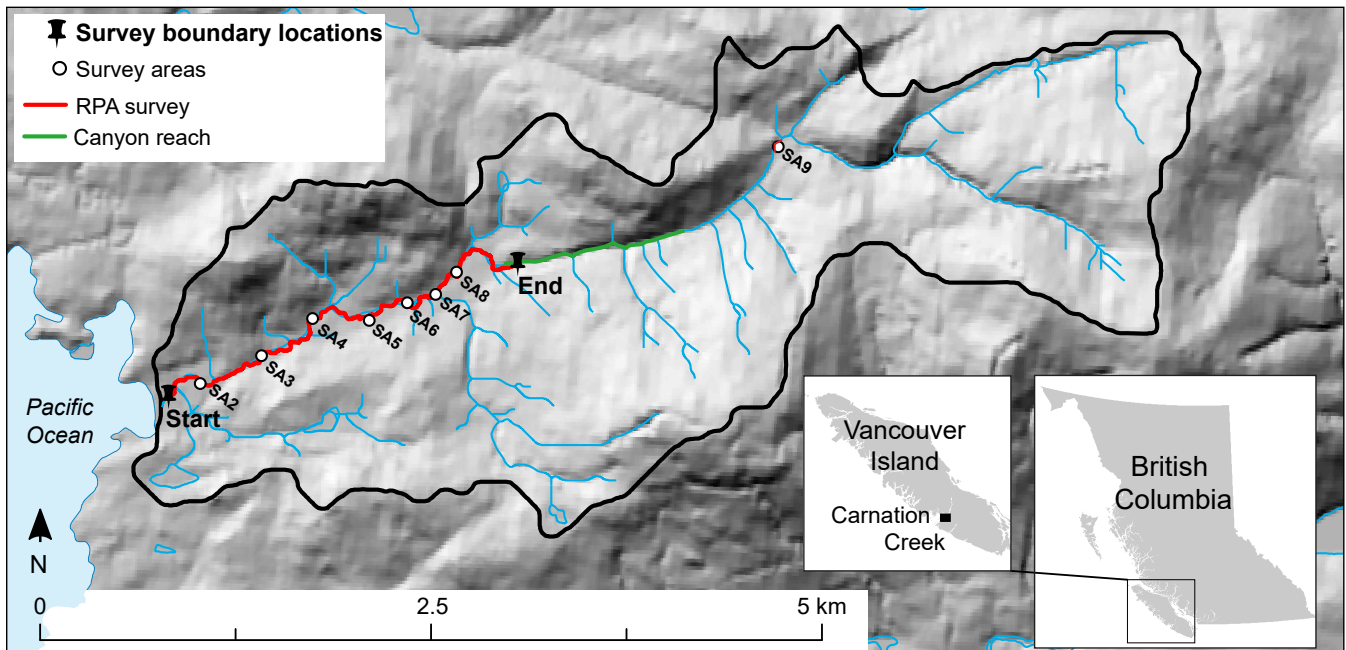 Survey boundary locations
Survey areas
RPA survey
Canyon reach
SA9
SA8
End
SA7
SA6
SA5
SA4
SA3
SA2
Start
Pacific
Ocean
Vancouver
Island
Carnation
Creek
British
Columbia
N
0
2.5
5 km